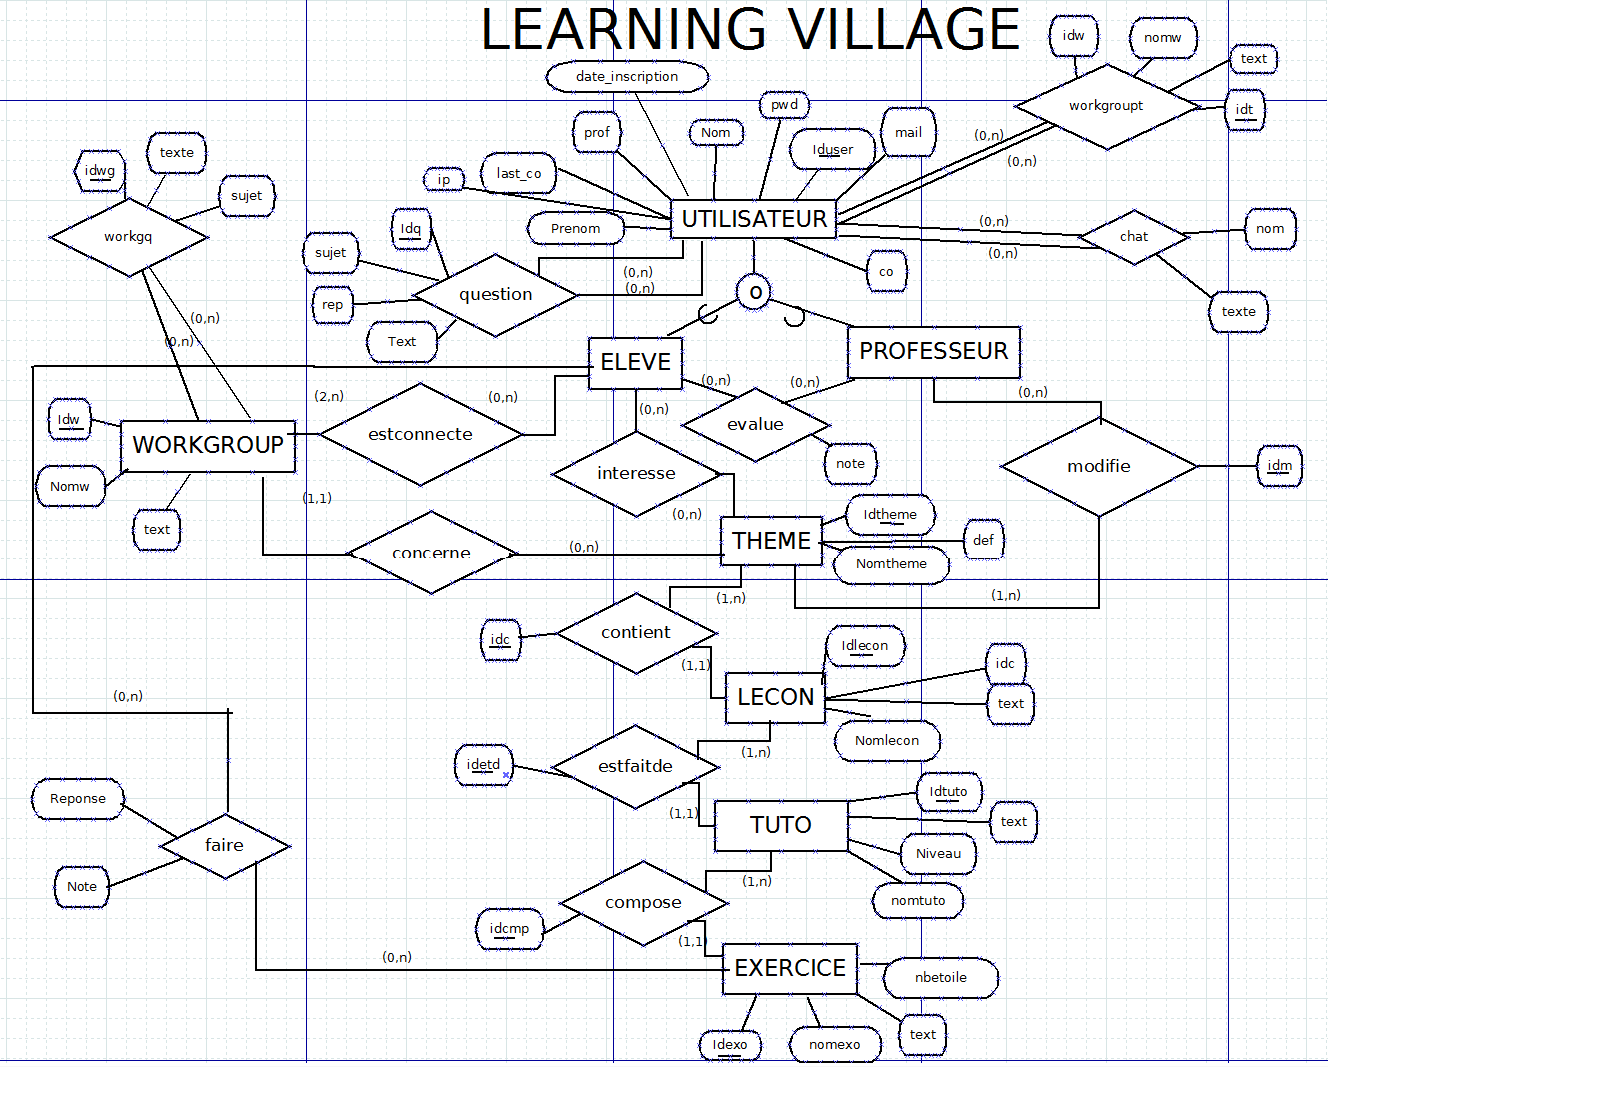 LEARNING VILLAGE
idw
nomw
text
idt
workgroupt
date_inscription
pwd
prof
Nom
Iduser
mail
ip
last_co
Prenom
UTILISATEUR
(0,n)
(0,n)
(0,n)
(0,n)
chat
nom
texte
co
idwg
texte
sujet
workgq
(0,n)
(0,n)
Idq
sujet
rep
Text
question
(0,n)
(0,n)
O
ELEVE
PROFESSEUR
(0,n)
(0,n)
(0,n)
(0,n)
evalue
note
modifie
idm
(2,n)
(0,n)
estconnecte
Idw
WORKGROUP
Nomw
text
interesse
(0,n)
(1,1)
concerne
(0,n)
THEME
Idtheme
def
Nomtheme
(1,n)
(1,n)
contient
idc
(1,1)
LECON
Idlecon
idc
text
Nomlecon
(0,n)
(1,n)
estfaitde
idetd
(1,1)
TUTO
Idtuto
text
Niveau
nomtuto
Reponse
faire
Note
(1,n)
compose
idcmp
(1,1)
(0,n)
EXERCICE
nbetoile
text
Idexo
nomexo